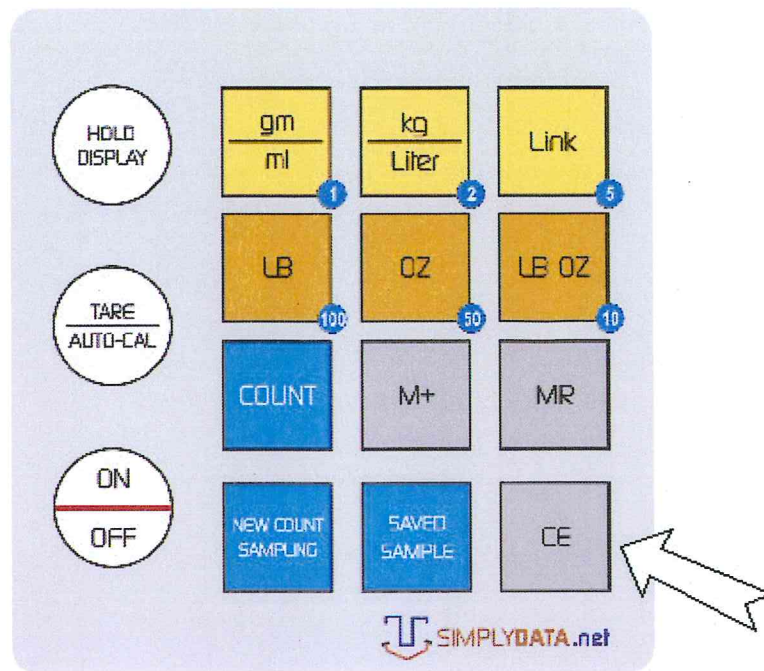 HOLD
DISPLAY
gm
ml
1
kg
Liter
2
Link
5
TARE
AUTO-CAL
LB
100
OZ
50
LB OZ
10
COUNT
M+
MR
ON
OFF
NEW COUNT
SAMPLING
SAVED
SAMPLE
CE
SIMPLYDATA.net